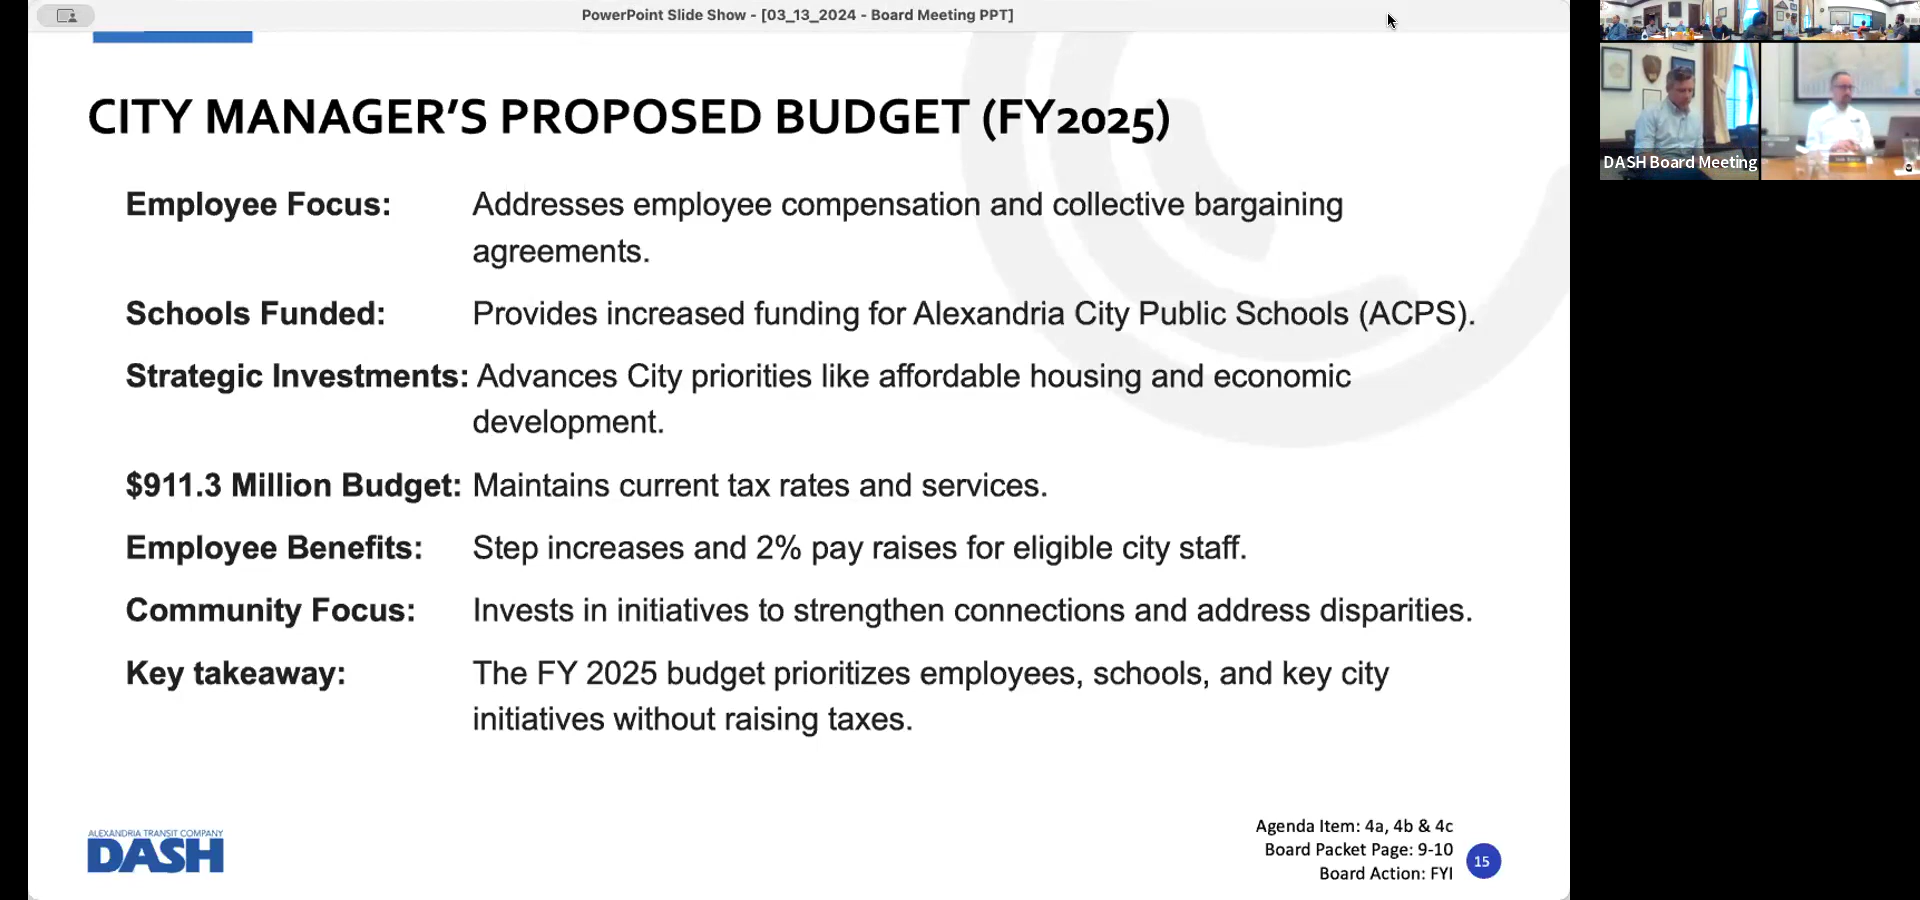 PowerPoint Slide Show - [03_13_2024 - Board Meeting PPT]
CITY MANAGER’S PROPOSED BUDGET (FY2025)
Employee Focus: Addresses employee compensation and collective bargaining
agreements.
Schools Funded: Provides increased funding for Alexandria City Public Schools (ACPS).
Strategic Investments: Advances City priorities like affordable housing and economic
development.
$911.3 Million Budget: Maintains current tax rates and services.
Employee Benefits: Step increases and 2% pay raises for eligible city staff.
Community Focus: Invests in initiatives to strengthen connections and address disparities.
Key takeaway: The FY 2025 budget prioritizes employees, schools, and key city
initiatives without raising taxes.
ALEXANDRIA TRANSIT COMPANY
DASH
Agenda Item: 4a, 4b & 4c
Board Packet Page: 9-10
Board Action: FYI
15
DASH Board Meeting